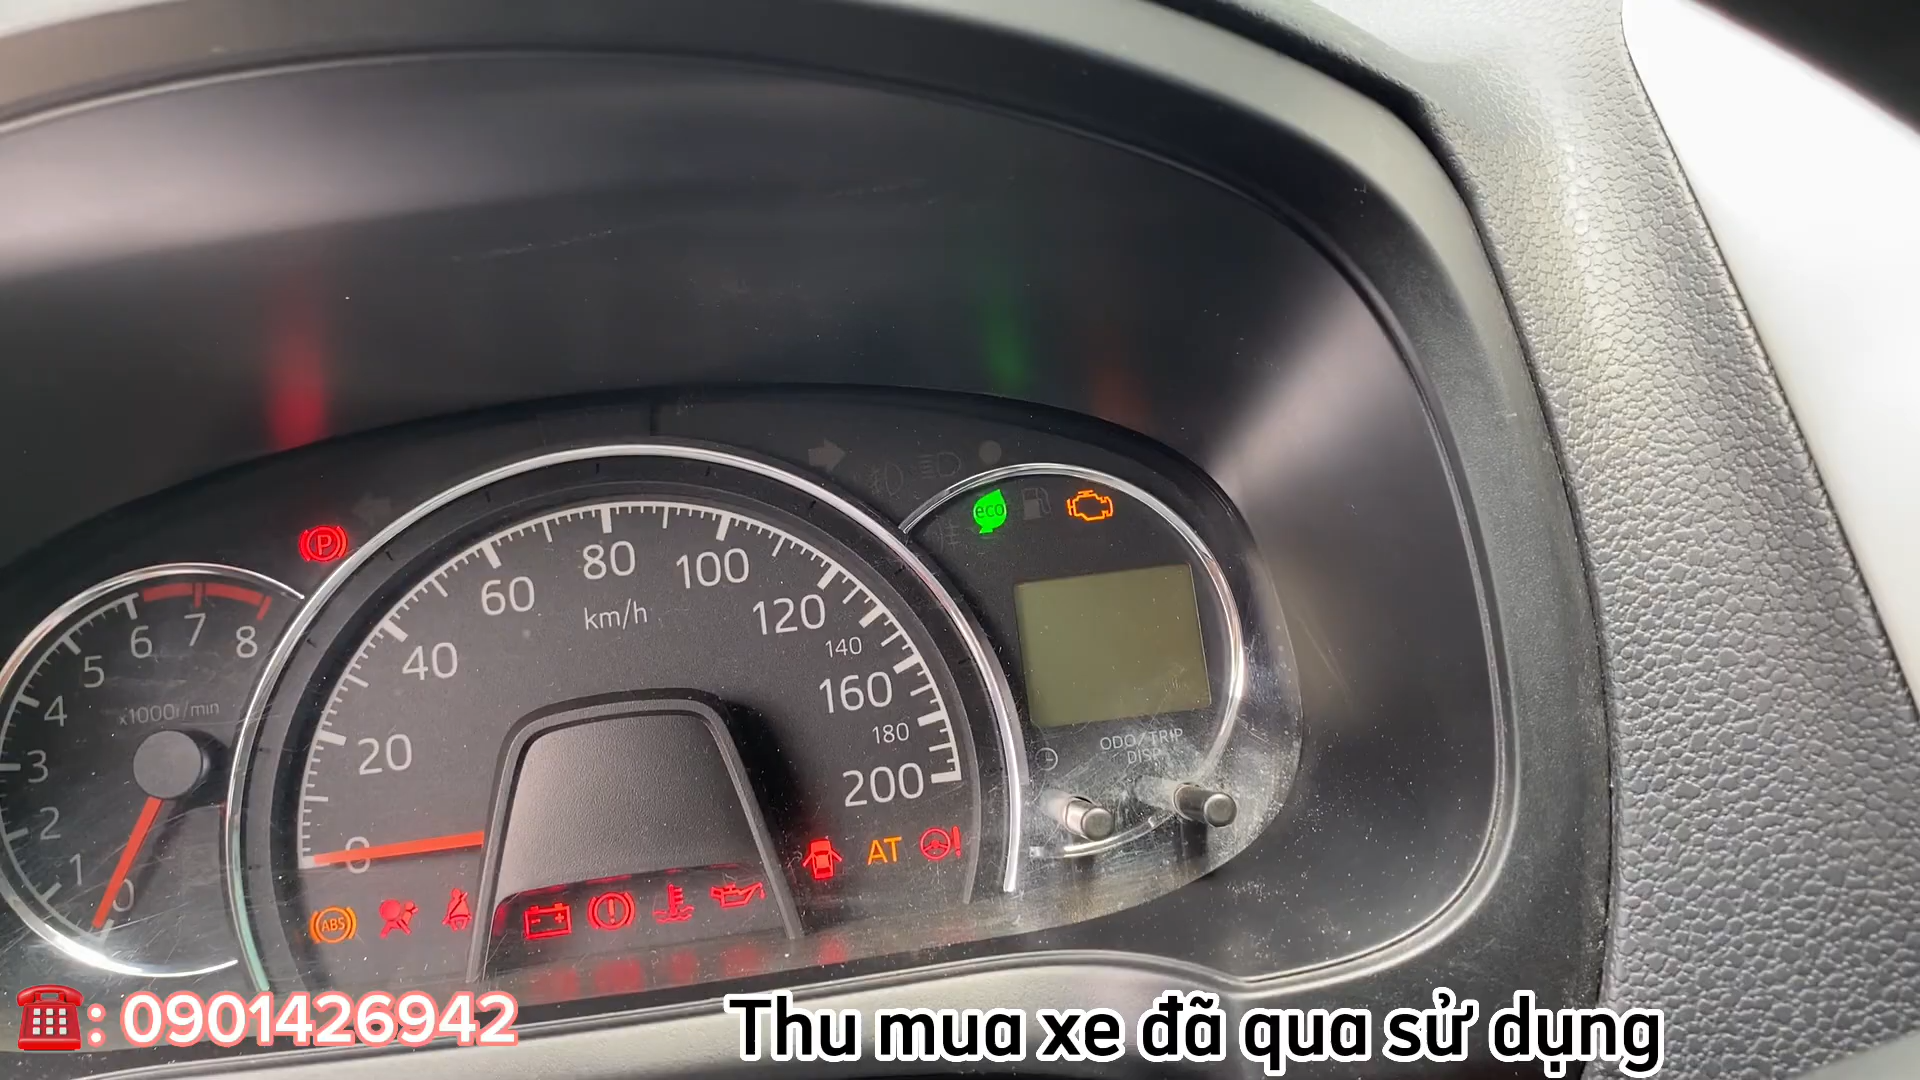 P
eco
80
60
100
km/h
120
6
7
8
140
5
40
160
4
x1000r/min
180
ODO/TRIP
DISP
3
20
200
2
1
0
0
AT
ABS
☎: 0901426942
Thu mua xe đã qua sử dụng